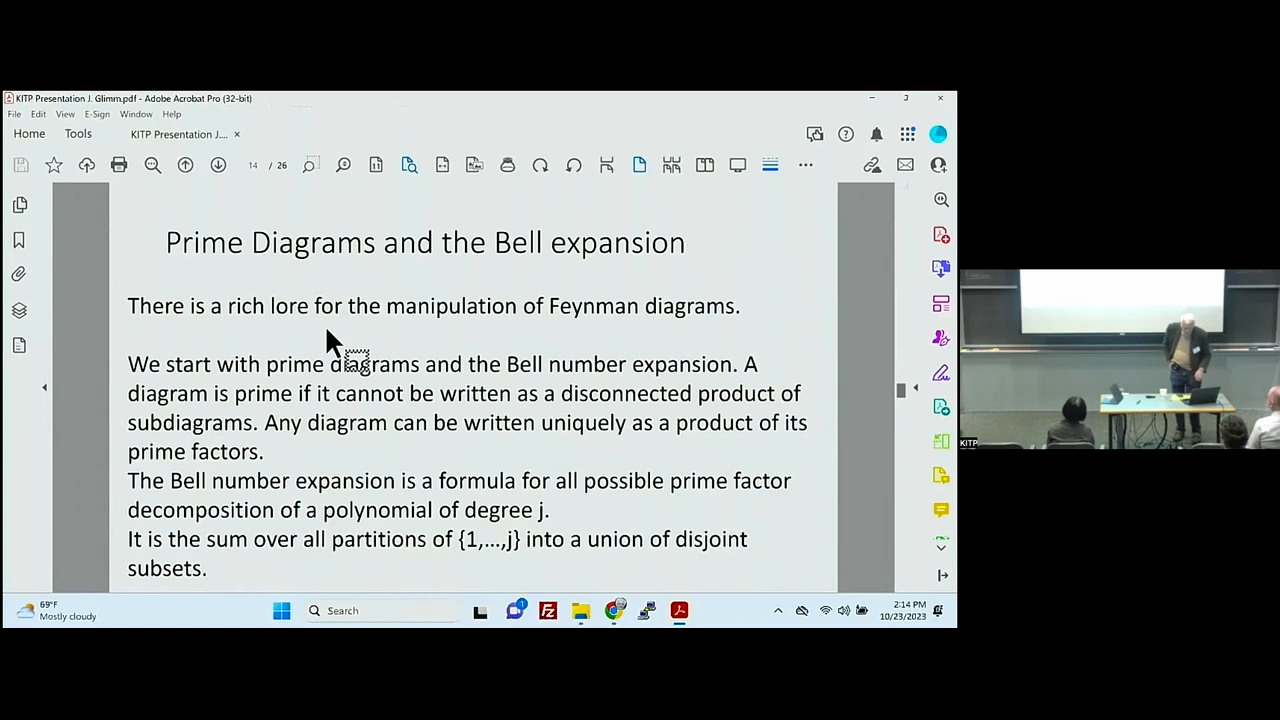 KITP Presentation J. Glimm.pdf - Adobe Acrobat Pro (32-bit)
File Edit View E-Sign Window Help
Home Tools KITP Presentation J.... ×
14 / 26
Prime Diagrams and the Bell expansion
There is a rich lore for the manipulation of Feynman diagrams.
We start with prime diagrams and the Bell number expansion. A
diagram is prime if it cannot be written as a disconnected product of
subdiagrams. Any diagram can be written uniquely as a product of its
prime factors.
The Bell number expansion is a formula for all possible prime factor
decomposition of a polynomial of degree j.
It is the sum over all partitions of {1,...,j} into a union of disjoint
subsets.
69°F
Mostly cloudy
Search
1
2:14 PM
10/23/2023
KITP